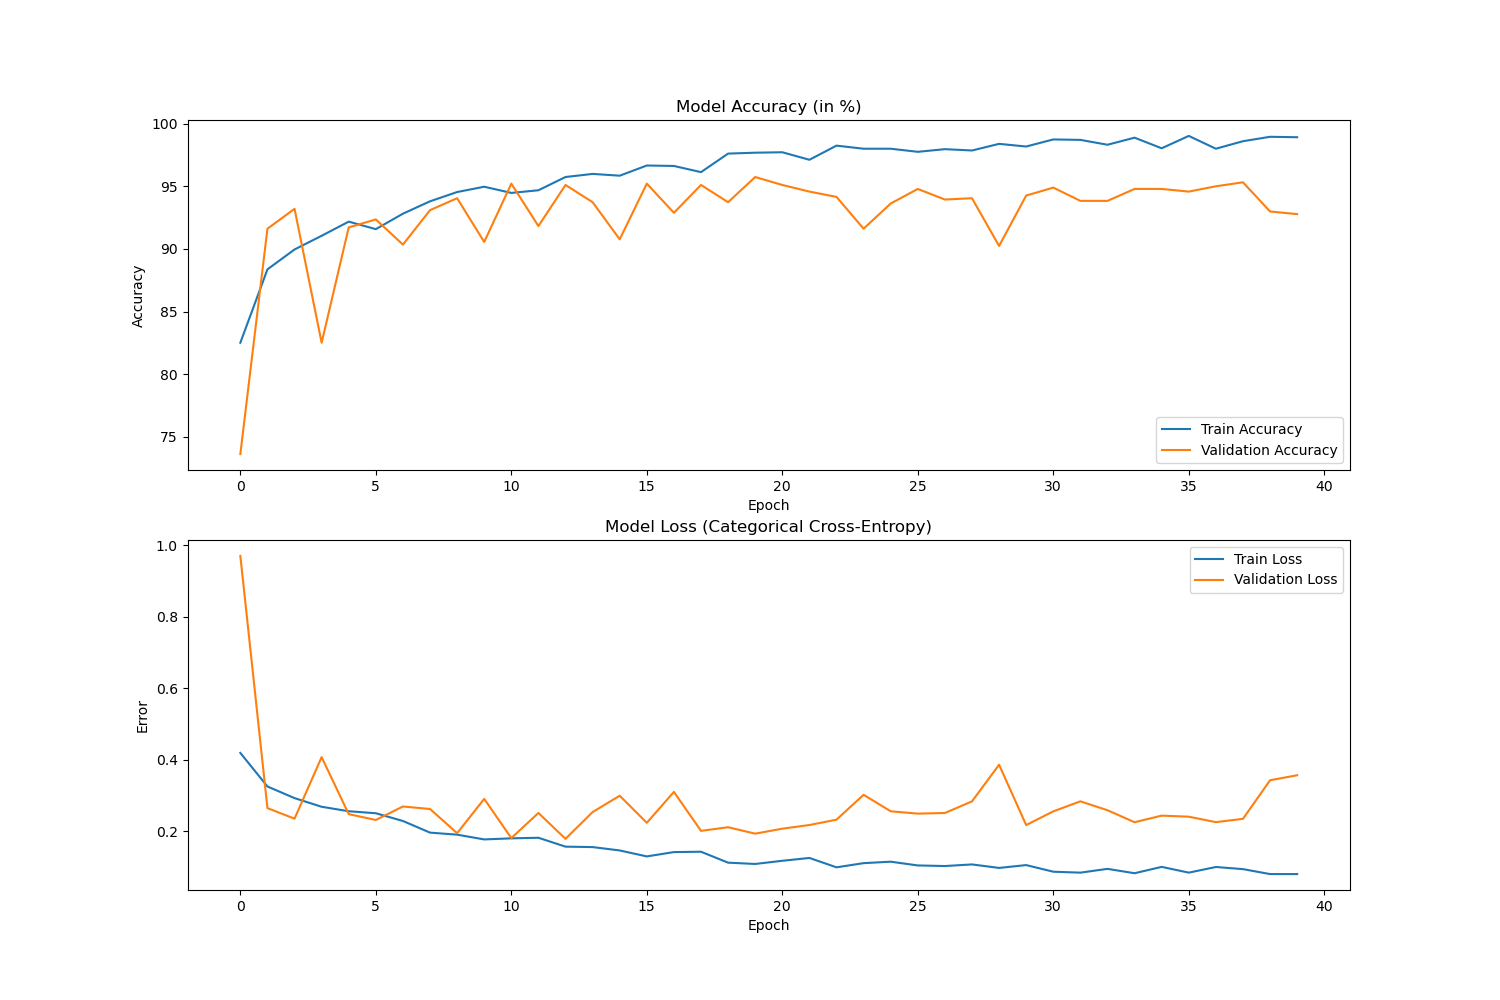 Model Accuracy (in %)
100
95
90
85
80
75
Accuracy
Train Accuracy
Validation Accuracy
0 5 10 15 20 25 30 35 40
Epoch
Model Loss (Categorical Cross-Entropy)
1.0
0.8
0.6
0.4
0.2
Error
Train Loss
Validation Loss
0 5 10 15 20 25 30 35 40
Epoch